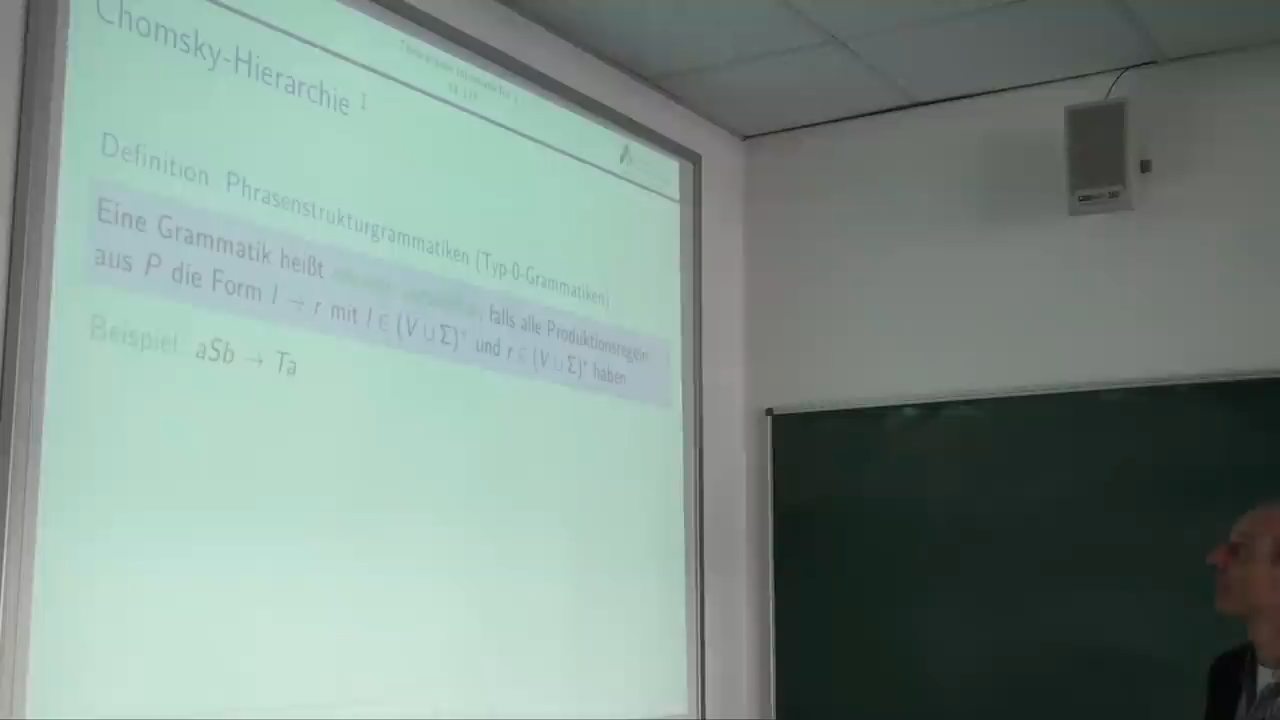 Chomsky-Hierarchie 1
Definition Phrasenstrukturgrammatiken (Typ-0-Grammatiken)
Eine Grammatik heißt falls alle Produktionsregeln
aus P die Form l → r mit l ∈ (V ∪ Σ)* und r ∈ (V ∪ Σ)* haben
Beispiel: aSb → Ta